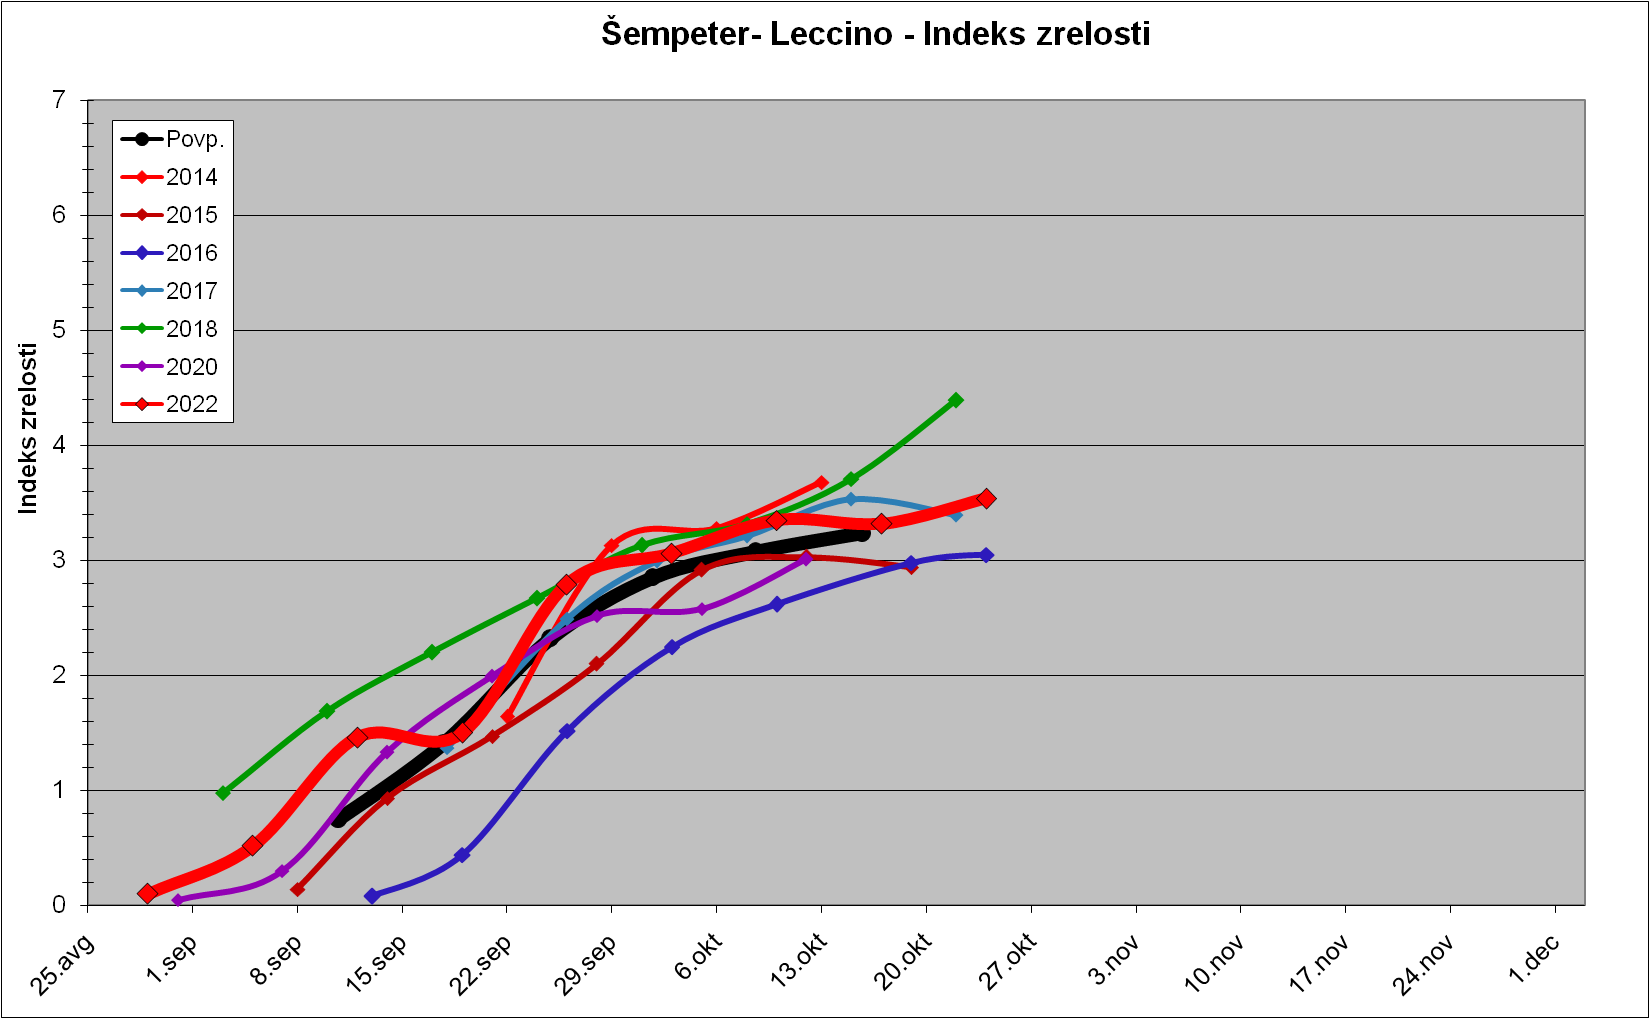 Šempeter- Leccino - Indeks zrelosti
Indeks zrelosti
7
6
5
4
3
2
1
0
Povp.
2014
2015
2016
2017
2018
2020
2022
25.avg
1.sep
8.sep
15.sep
22.sep
29.sep
6.okt
13.okt
20.okt
27.okt
3.nov
10.nov
17.nov
24.nov
1.dec